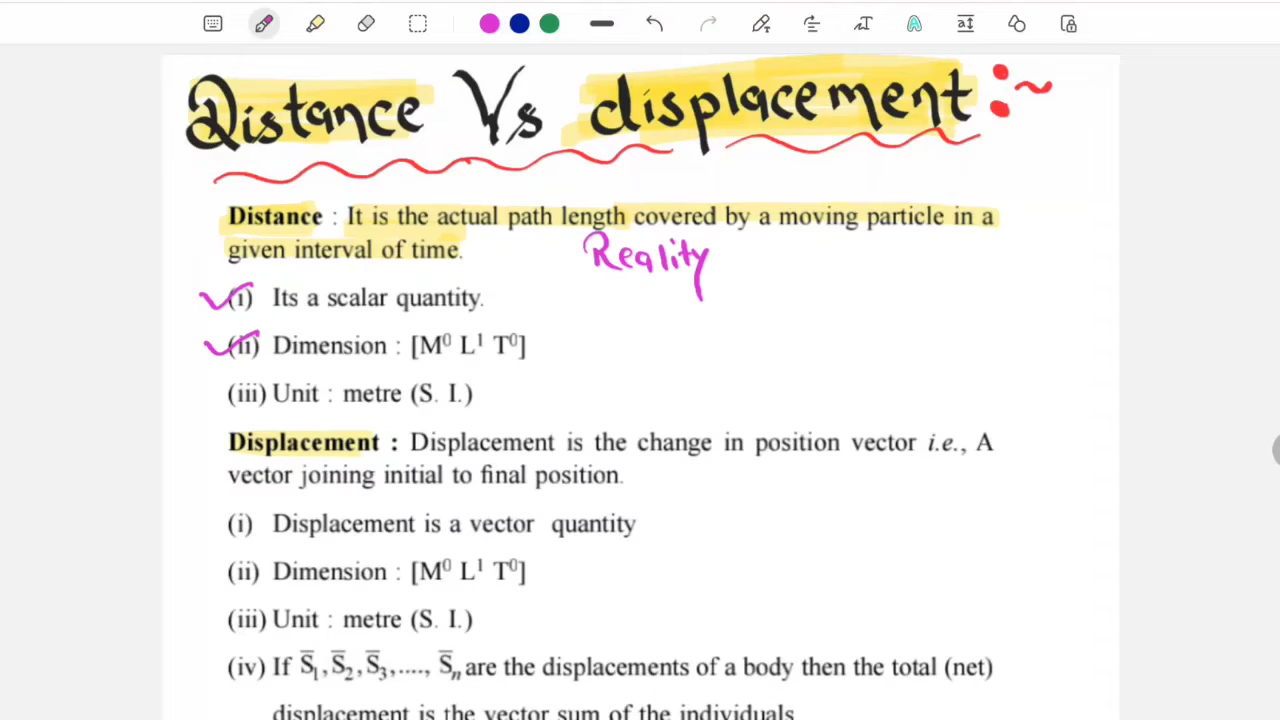 Distance Vs displacement :~
Distance : It is the actual path length covered by a moving particle in a
given interval of time.
Reality
(i) Its a scalar quantity.
(ii) Dimension : [M⁰ L¹ T⁰]
(iii) Unit : metre (S. I.)
Displacement : Displacement is the change in position vector i.e., A
vector joining initial to final position.
(i) Displacement is a vector quantity
(ii) Dimension : [M⁰ L¹ T⁰]
(iii) Unit : metre (S. I.)
(iv) If S̅₁, S̅₂, S̅₃,...., S̅ₙ are the displacements of a body then the total (net)
displacement is the vector sum of the individuals